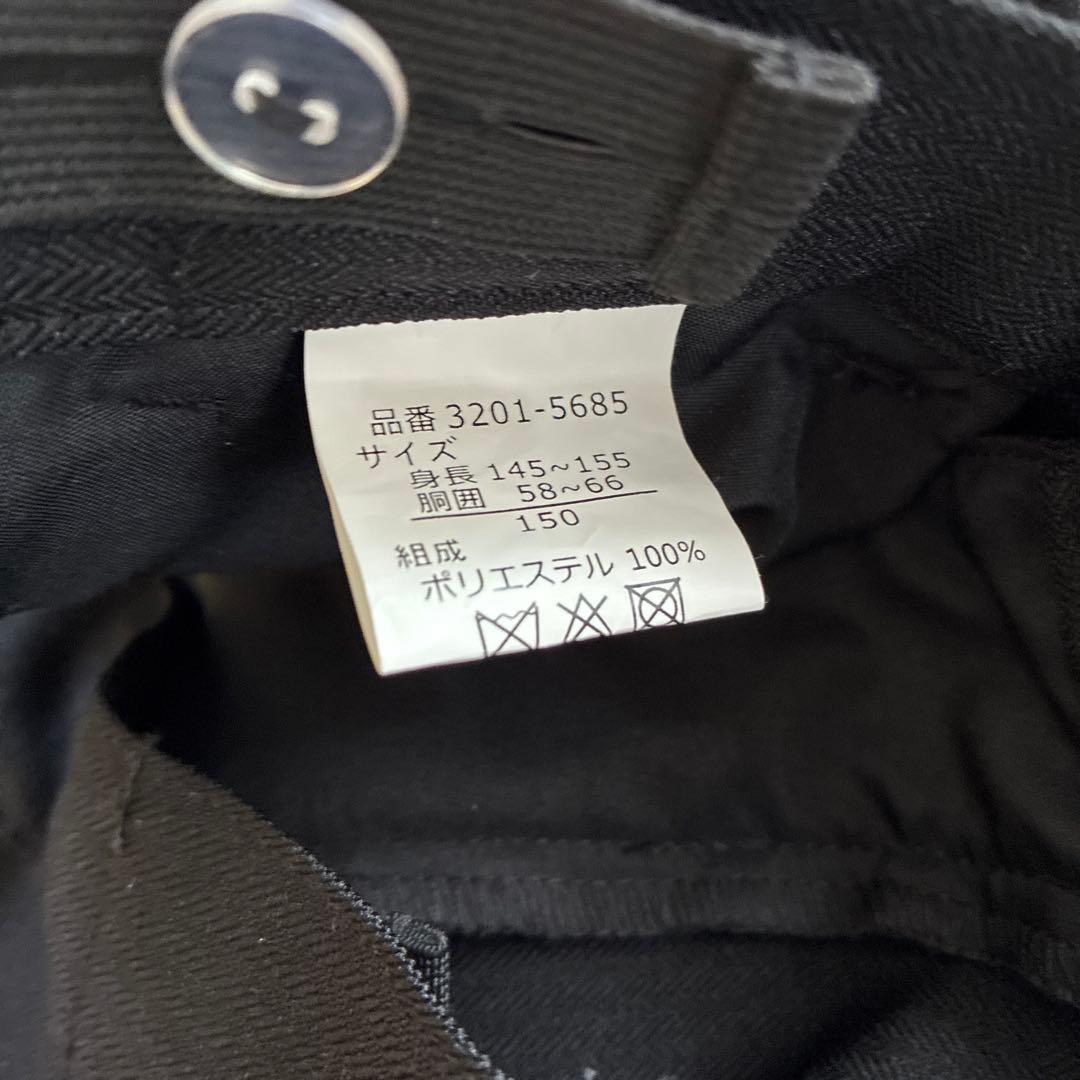 品番 3201-5685
サイズ
身長 145~155
胴囲 58~66
150
組成
ポリエステル 100%